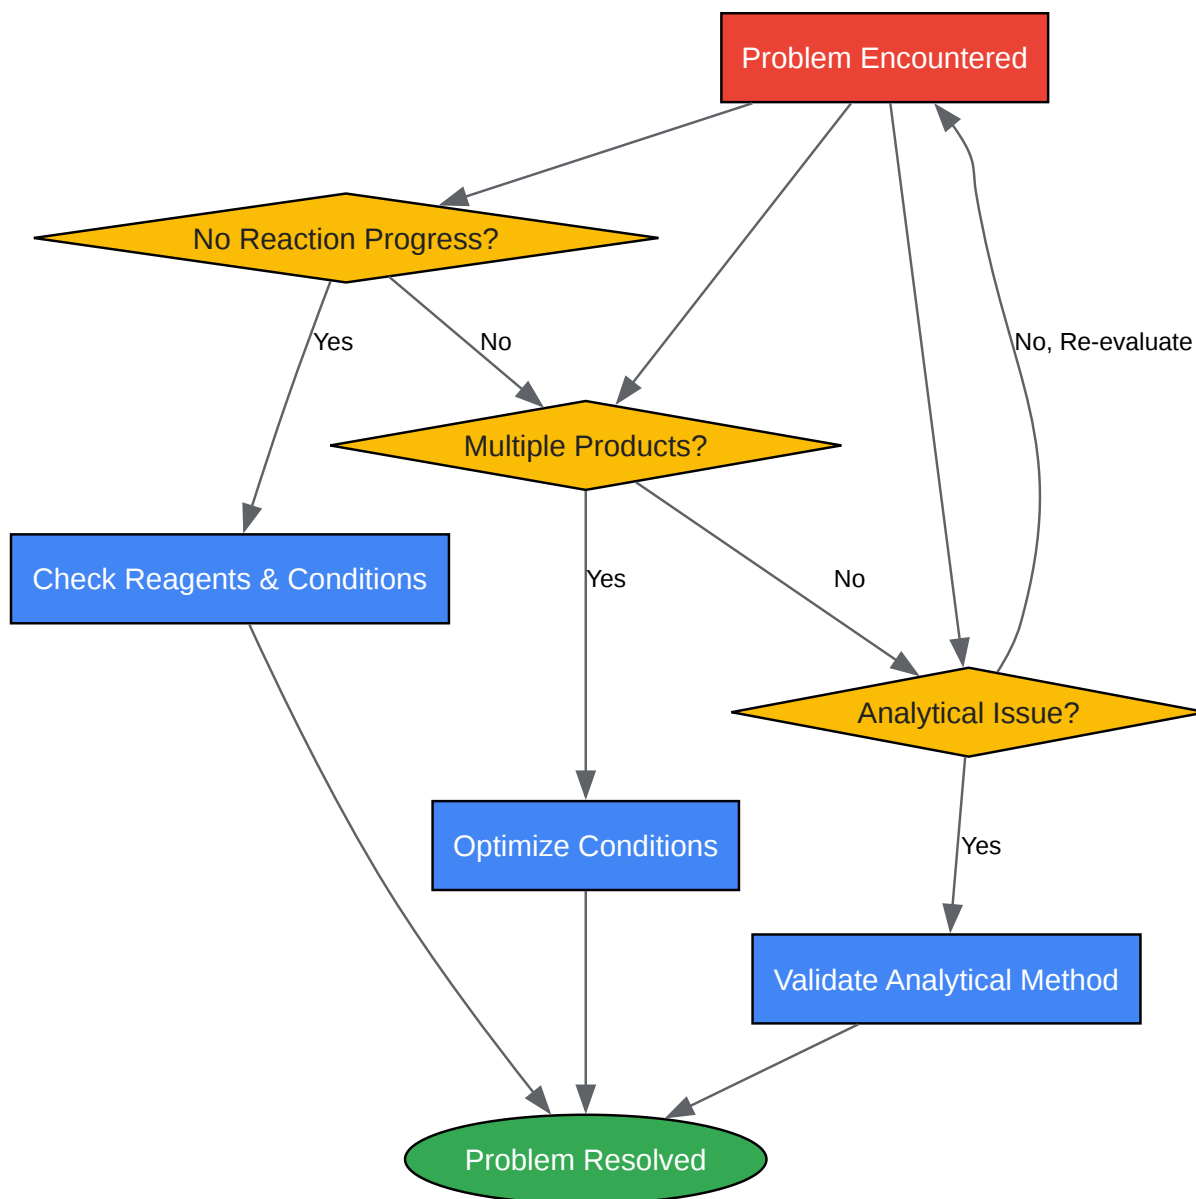 Problem Encountered
No Reaction Progress?
Yes
No
No, Re-evaluate
Multiple Products?
Check Reagents & Conditions
Yes
No
Analytical Issue?
Optimize Conditions
Yes
Validate Analytical Method
Problem Resolved